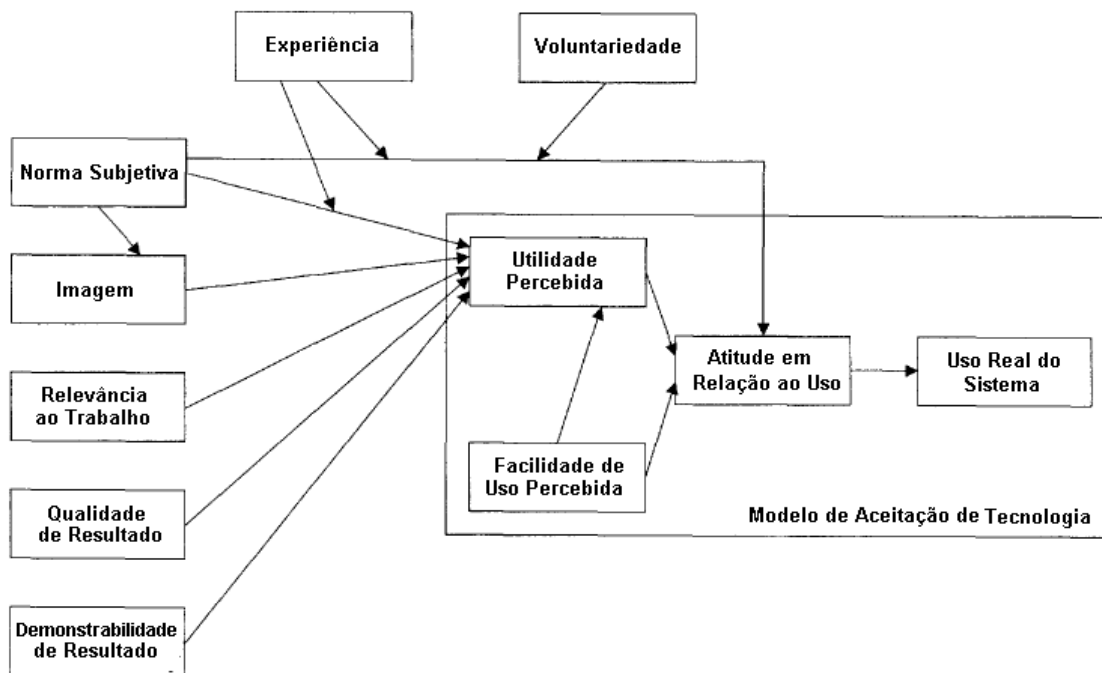 Experiência
Voluntariedade
Norma Subjetiva
Imagem
Utilidade
Percebida
Atitude em
Relação ao Uso
Uso Real do
Sistema
Relevância
ao Trabalho
Facilidade de
Uso Percebida
Qualidade
de Resultado
Modelo de Aceitação de Tecnologia
Demonstrabilidade
de Resultado